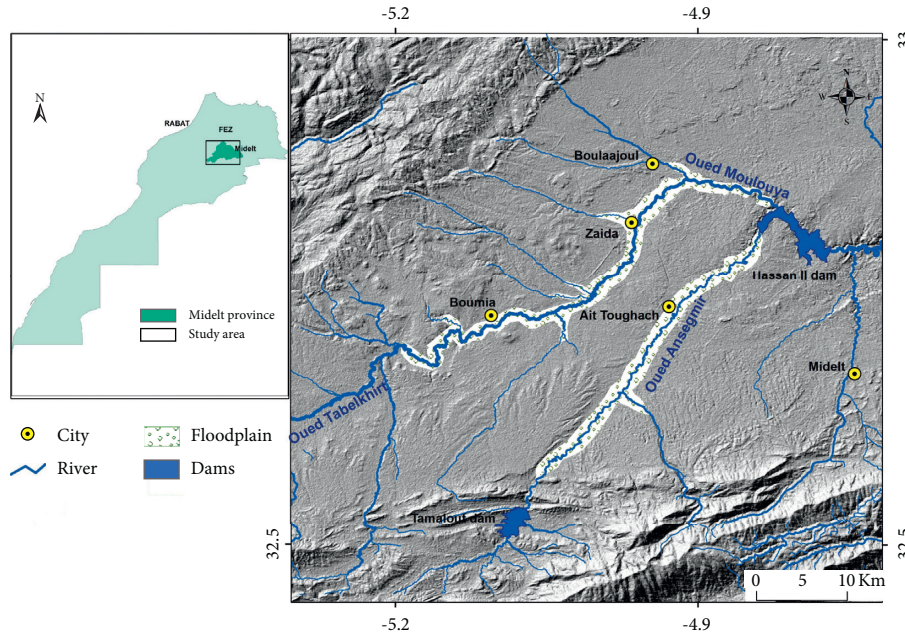 -5.2
-4.9
N
RABAT
FEZ
Midelt
Midelt province
Study area
N
W
E
S
Boulaajoul
Oued Moulouya
Zaida
Hassan II dam
Boumia
Ait Toughach
Oued Ansegmir
Midelt
Oued Tabelkhirt
Tamalout dam
32.5
32.5
0
5
10 Km
-5.2
-4.9
City
Floodplain
River
Dams